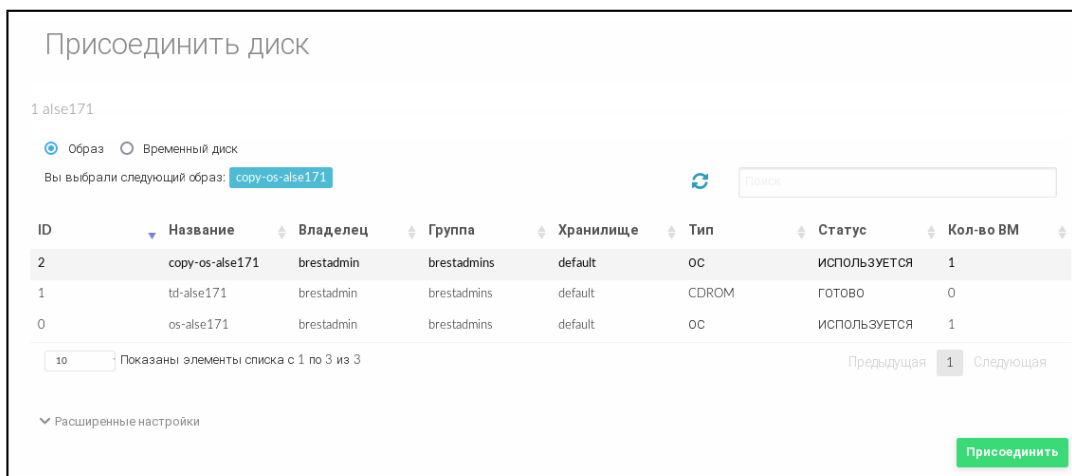 Присоединить диск
1 alse171
Образ Временный диск
Вы выбрали следующий образ: copy-os-alse171
Поиск
ID Название Владелец Группа Хранилище Тип Статус Кол-во ВМ
2 copy-os-alse171 brestadmin brestadmins default ОС ИСПОЛЬЗУЕТСЯ 1
1 td-alse171 brestadmin brestadmins default CDROM ГОТОВО 0
0 os-alse171 brestadmin brestadmins default ОС ИСПОЛЬЗУЕТСЯ 1
10 Показаны элементы списка с 1 по 3 из 3
Предыдущая 1 Следующая
Расширенные настройки
Присоединить